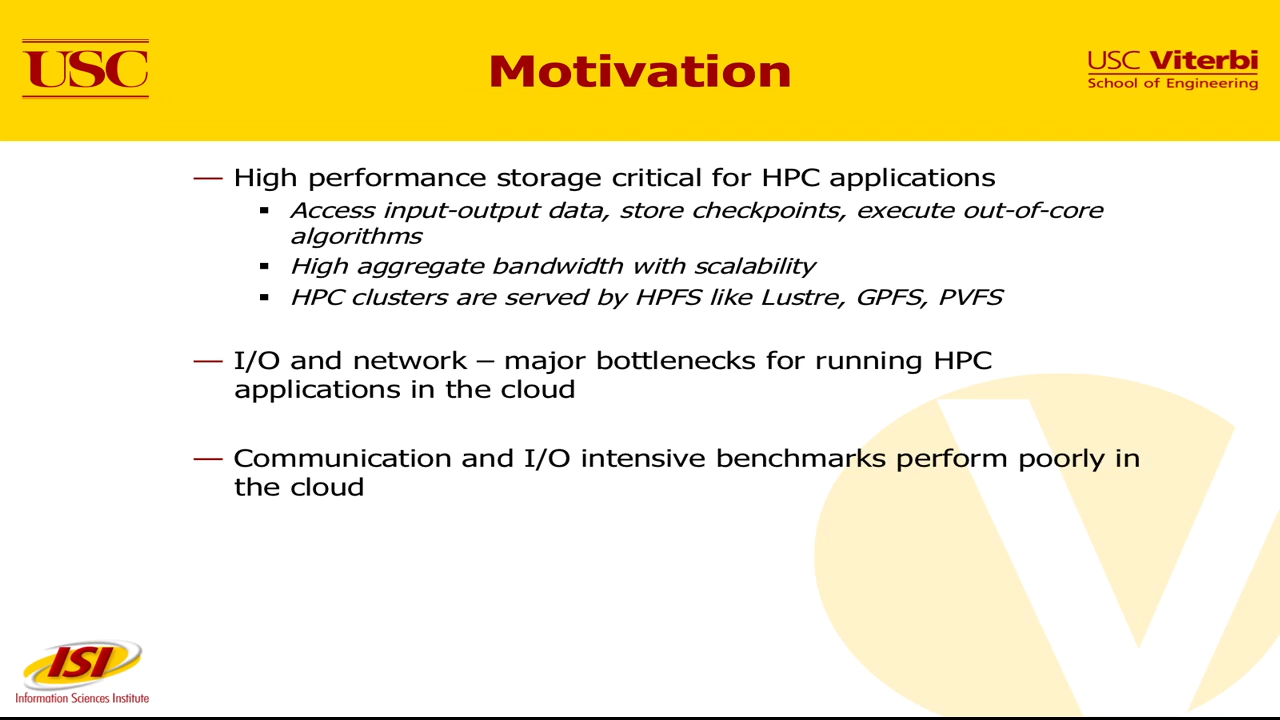 USC
Motivation
USC Viterbi
School of Engineering
— High performance storage critical for HPC applications
▪ Access input-output data, store checkpoints, execute out-of-core
algorithms
▪ High aggregate bandwidth with scalability
▪ HPC clusters are served by HPFS like Lustre, GPFS, PVFS
— I/O and network – major bottlenecks for running HPC
applications in the cloud
— Communication and I/O intensive benchmarks perform poorly in
the cloud
ISI
Information Sciences Institute